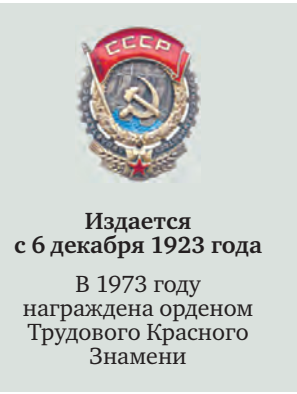 СССР
Издается
с 6 декабря 1923 года
В 1973 году
награждена орденом
Трудового Красного
Знамени